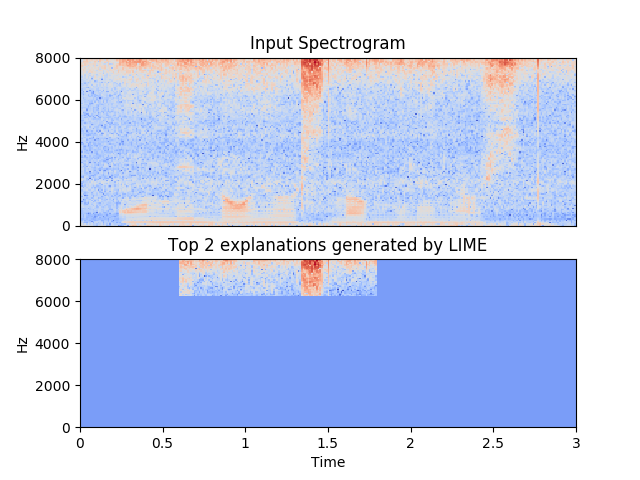 Input Spectrogram
8000
6000
4000
2000
0
Hz
Top 2 explanations generated by LIME
8000
6000
4000
2000
0
Hz
0 0.5 1 1.5 2 2.5 3
Time